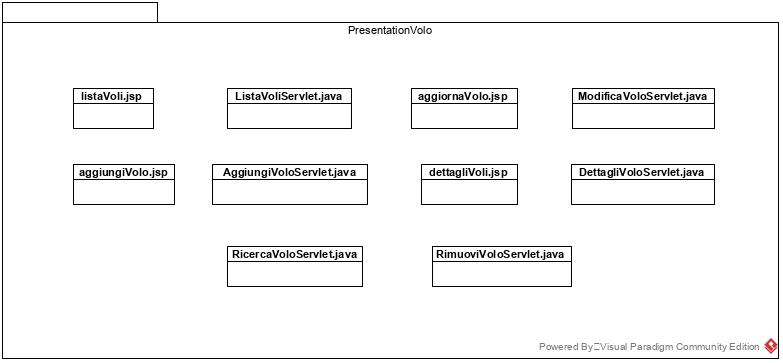 PresentationVolo
listaVoli.jsp
ListaVoliServlet.java
aggiornaVolo.jsp
ModificaVoloServlet.java
aggiungiVolo.jsp
AggiungiVoloServlet.java
dettagliVoli.jsp
DettagliVoloServlet.java
RicercaVoloServlet.java
RimuoviVoloServlet.java
Powered By Visual Paradigm Community Edition